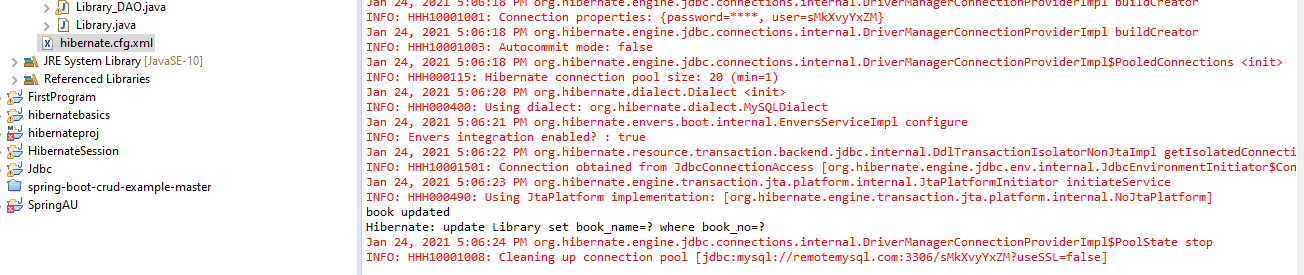 Library_DAO.java
Library.java
hibernate.cfg.xml
JRE System Library [JavaSE-10]
Referenced Libraries
FirstProgram
hibernatebasics
hibernateproj
HibernateSession
Jdbc
spring-boot-crud-example-master
SpringAU
Jan 24, 2021 5:06:18 PM org.hibernate.engine.jdbc.connections.internal.DriverManagerConnectionProviderImpl buildCreator
INFO: HHH10001001: Connection properties: {password=****, user=sMkXvyYxZM}
Jan 24, 2021 5:06:18 PM org.hibernate.engine.jdbc.connections.internal.DriverManagerConnectionProviderImpl buildCreator
INFO: HHH10001003: Autocommit mode: false
Jan 24, 2021 5:06:18 PM org.hibernate.engine.jdbc.connections.internal.DriverManagerConnectionProviderImpl$PooledConnections <init>
INFO: HHH000115: Hibernate connection pool size: 20 (min=1)
Jan 24, 2021 5:06:20 PM org.hibernate.dialect.Dialect <init>
INFO: HHH000400: Using dialect: org.hibernate.dialect.MySQLDialect
Jan 24, 2021 5:06:21 PM org.hibernate.envers.boot.internal.EnversServiceImpl configure
INFO: Envers integration enabled? : true
Jan 24, 2021 5:06:22 PM org.hibernate.resource.transaction.backend.jdbc.internal.DdlTransactionIsolatorNonJtaImpl getIsolatedConnecti
INFO: HHH10001501: Connection obtained from JdbcConnectionAccess [org.hibernate.engine.jdbc.env.internal.JdbcEnvironmentInitiator$Con
Jan 24, 2021 5:06:23 PM org.hibernate.engine.transaction.jta.platform.internal.JtaPlatformInitiator initiateService
INFO: HHH000490: Using JtaPlatform implementation: [org.hibernate.engine.transaction.jta.platform.internal.NoJtaPlatform]
book updated
Hibernate: update Library set book_name=? where book_no=?
Jan 24, 2021 5:06:24 PM org.hibernate.engine.jdbc.connections.internal.DriverManagerConnectionProviderImpl$PoolState stop
INFO: HHH10001008: Cleaning up connection pool [jdbc:mysql://remotemysql.com:3306/sMkXvyYxZM?useSSL=false]